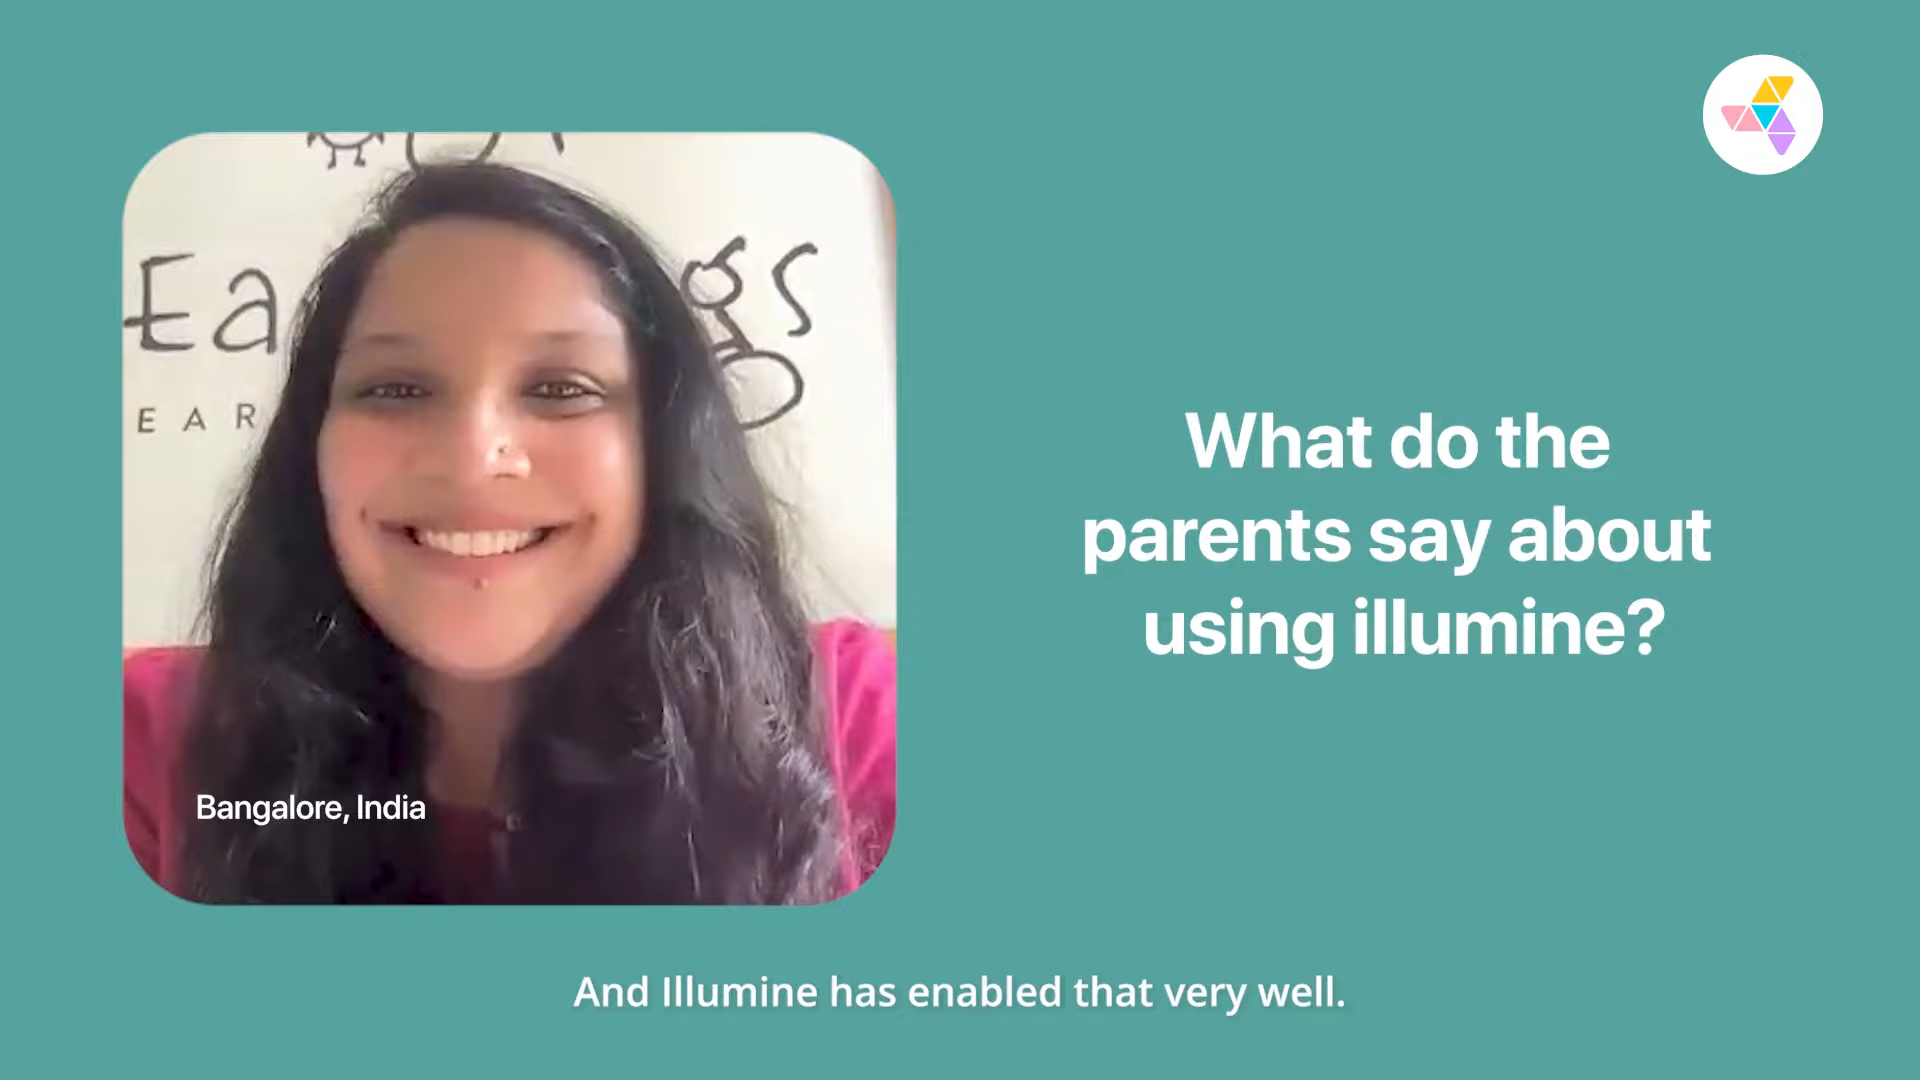 Bangalore, India
What do the
parents say about
using illumine?
And Illumine has enabled that very well.